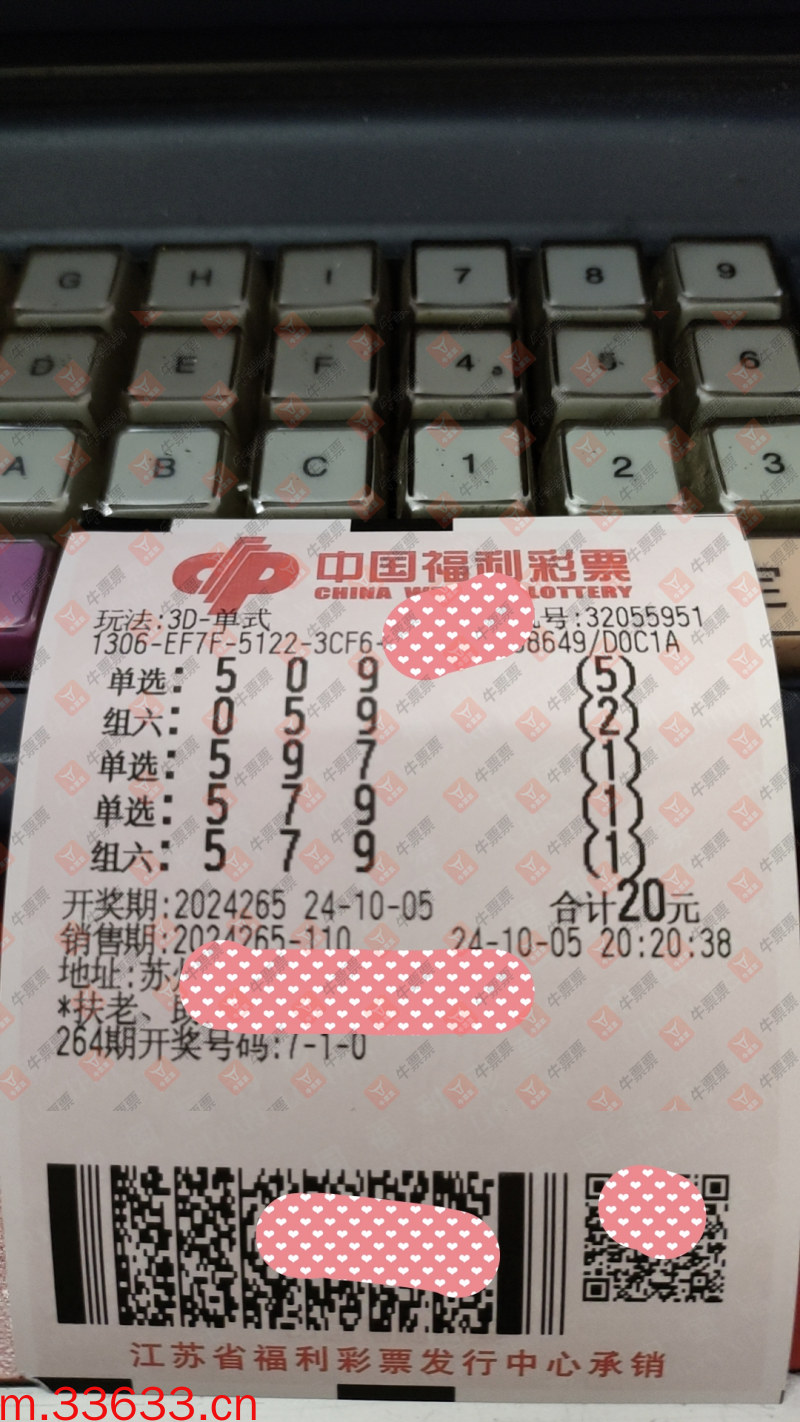 G H I 7 8 9
D E F 4 a 5 6
A B C 1 2 3
中国福利彩票
CHINA W LOTTERY
玩法:3D-单式 号:32055951
1306-EF7F-5122-3CF6- 8649/D0C1A
单选: 5 0 9 (5)
组六: 0 5 9 (2)
单选: 5 9 7 (1)
单选: 5 7 9 (1)
组六: 5 7 9 (1)
开奖期:2024265 24-10-05 合计20元
销售期:2024265-110 24-10-05 20:20:38
地址:苏
*扶老、
264期开奖号码:7-1-0
江苏省福利彩票发行中心承销
牛票票
m.33633.cn